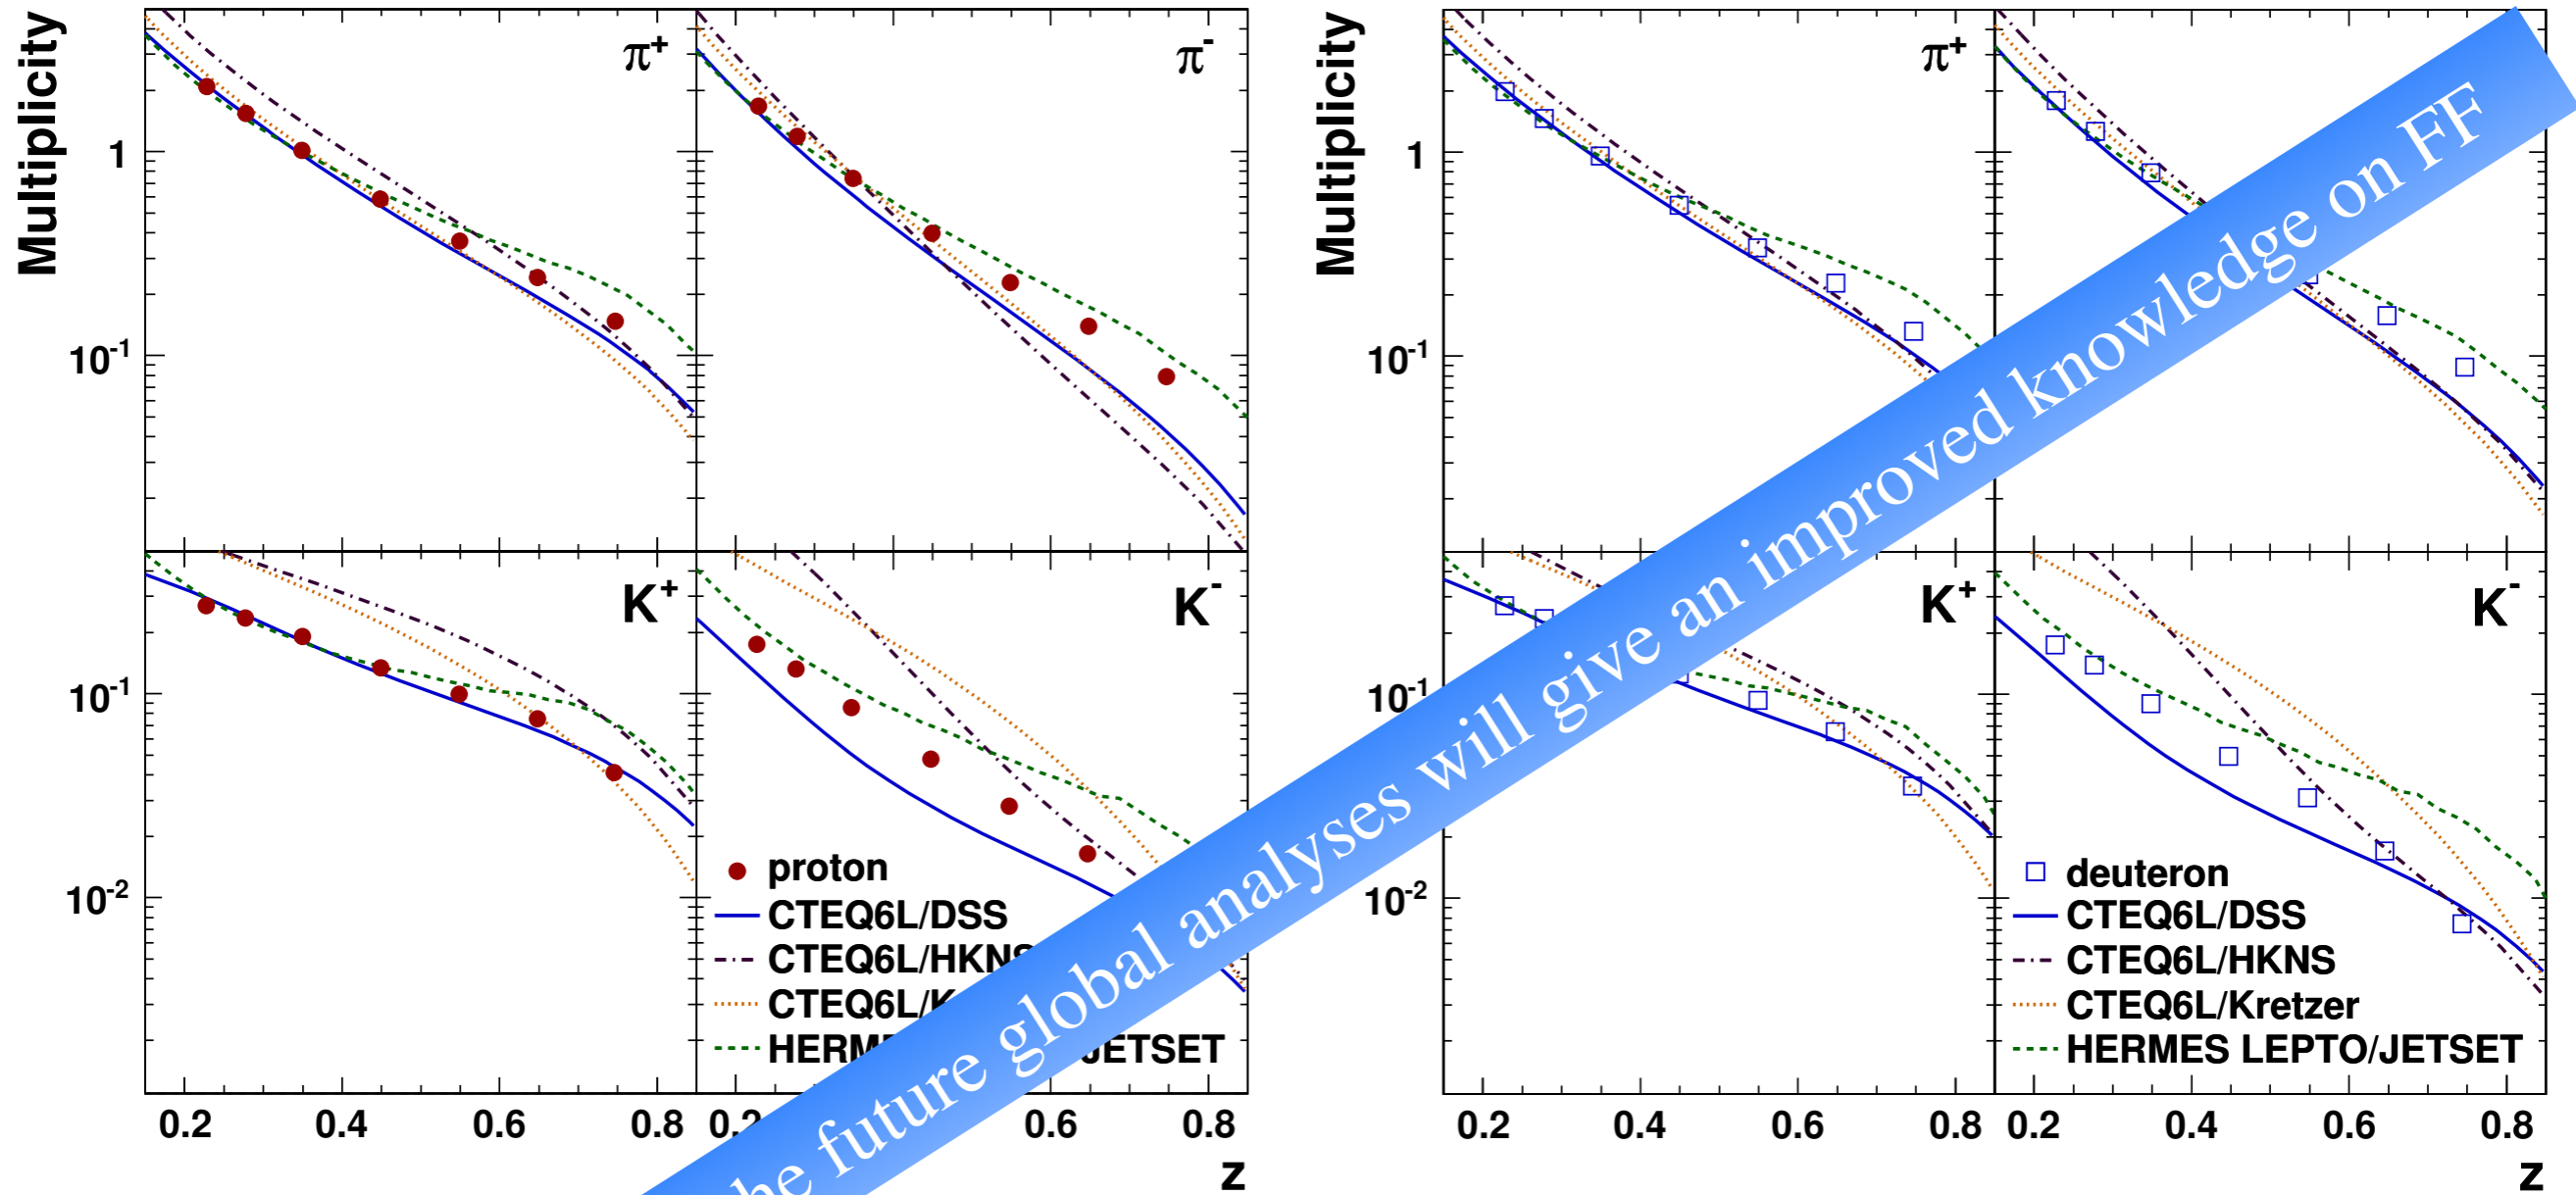 Multiplicity
π+
π-
1
10-1
K+
K-
10-1
10-2
proton
CTEQ6L/DSS
CTEQ6L/HKNS
CTEQ6L/K
HERM JETSET
0.2 0.4 0.6 0.8 0.2 0.6 0.8
z
Multiplicity
π+
1
10-1
K+
K-
10-1
10-2
deuteron
CTEQ6L/DSS
CTEQ6L/HKNS
CTEQ6L/Kretzer
HERMES LEPTO/JETSET
0.2 0.4 0.6 0.8 0.2 0.4 0.6 0.8
z
he future global analyses will give an improved knowledge on FF